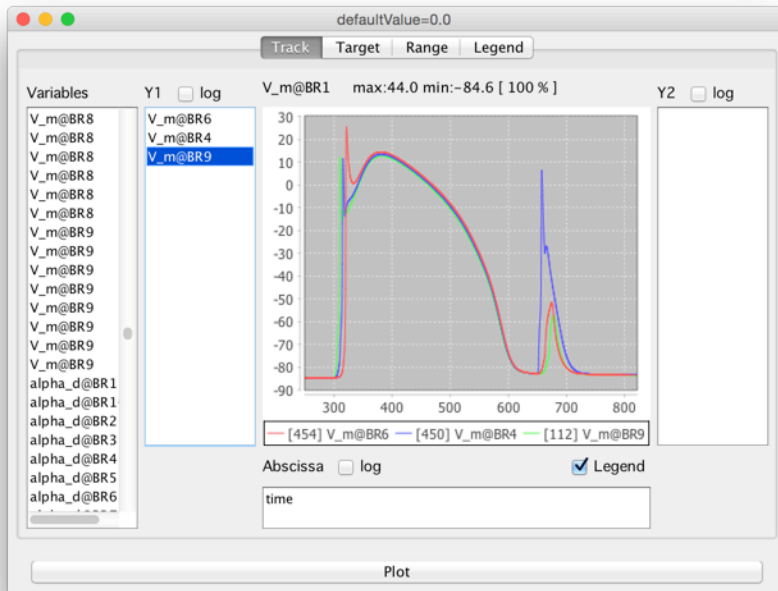 defaultValue=0.0
Track Target Range Legend
Variables
V_m@BR8
V_m@BR8
V_m@BR8
V_m@BR8
V_m@BR8
V_m@BR8
V_m@BR9
V_m@BR9
V_m@BR9
V_m@BR9
V_m@BR9
V_m@BR9
V_m@BR9
V_m@BR9
alpha_d@BR1
alpha_d@BR1
alpha_d@BR2
alpha_d@BR3
alpha_d@BR4
alpha_d@BR5
alpha_d@BR6
Y1 log
V_m@BR6
V_m@BR4
V_m@BR9
V_m@BR1 max:44.0 min:-84.6 [ 100 % ]
30
20
10
0
-10
-20
-30
-40
-50
-60
-70
-80
-90
300 400 500 600 700 800
[454] V_m@BR6 [450] V_m@BR4 [112] V_m@BR9
Abscissa log Legend
time
Y2 log
Plot